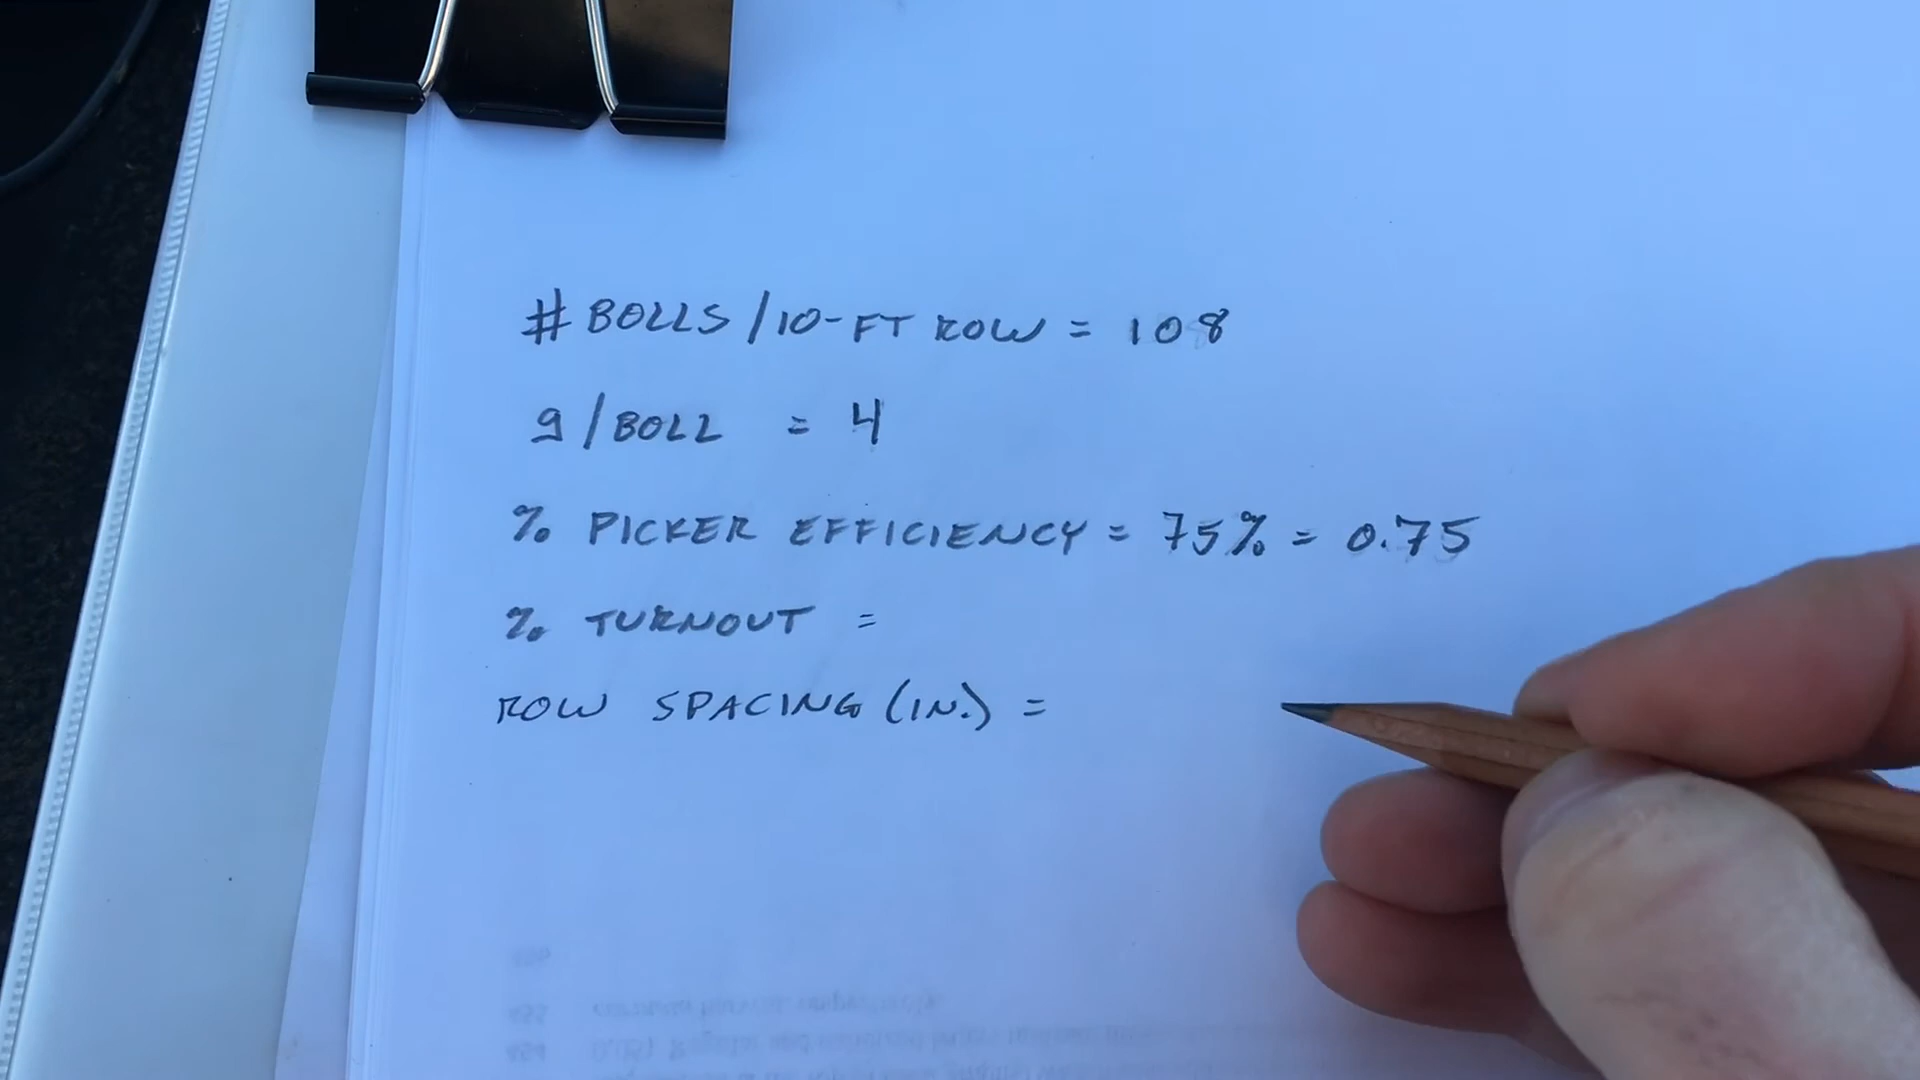 # BOLLS / 10-FT ROW = 108
g / BOLL = 4
% PICKER EFFICIENCY = 75% = 0.75
% TURNOUT =
ROW SPACING (IN.) =